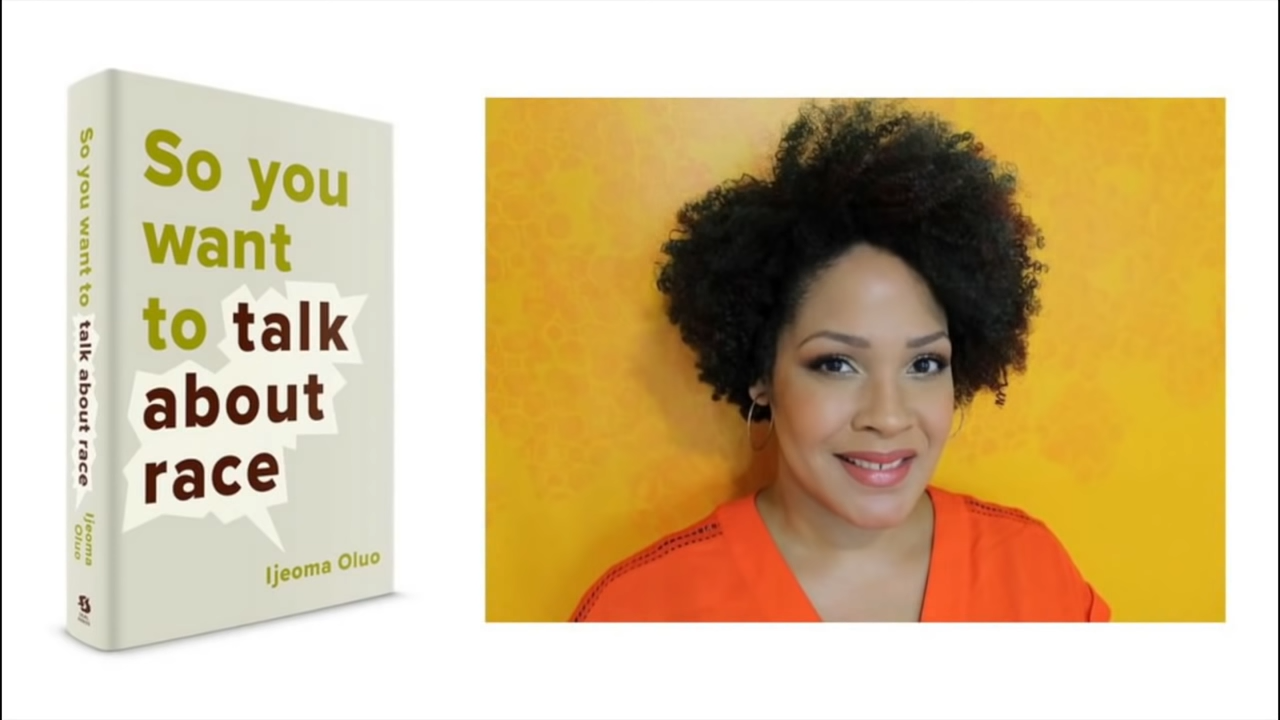 So you
want
to talk
about
race
Ijeoma Oluo
So you want to talk about race
Ijeoma
Oluo